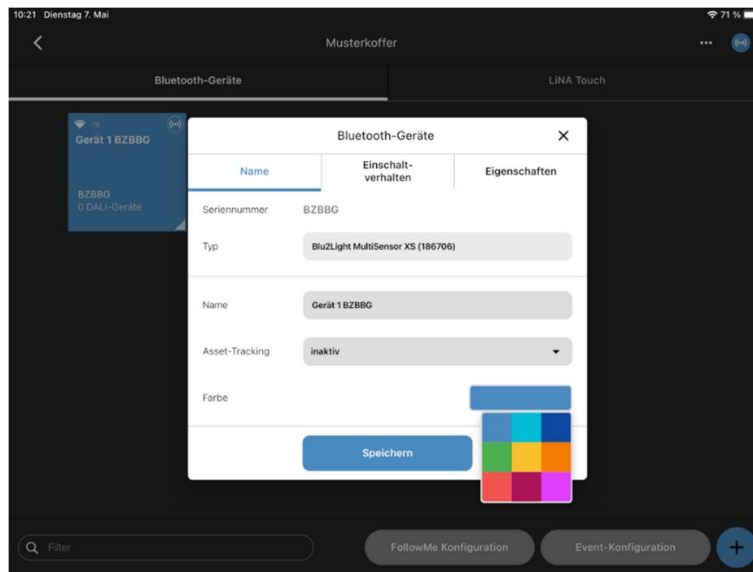 10:21 Dienstag 7. Mai
71 %
Musterkoffer
Bluetooth-Geräte
LiNA Touch
-76
Gerät 1 BZBBG
BZBBG
0 DALI-Geräte
Bluetooth-Geräte
Name
Einschalt-
verhalten
Eigenschaften
Seriennummer BZBBG
Typ Blu2Light MultiSensor XS (186706)
Name Gerät 1 BZBBG
Asset-Tracking inaktiv
Farbe
Speichern
Filter
FollowMe Konfiguration
Event-Konfiguration